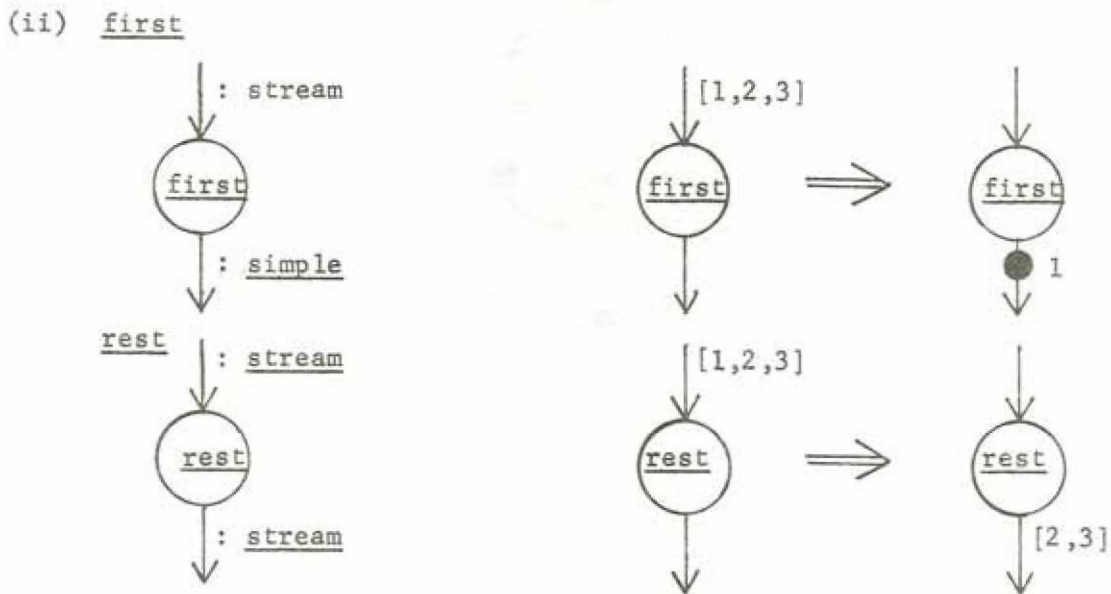 (ii) first
: stream
[1,2,3]
first
first
first
: simple
1
rest
: stream
[1,2,3]
rest
rest
rest
: stream
[2,3]